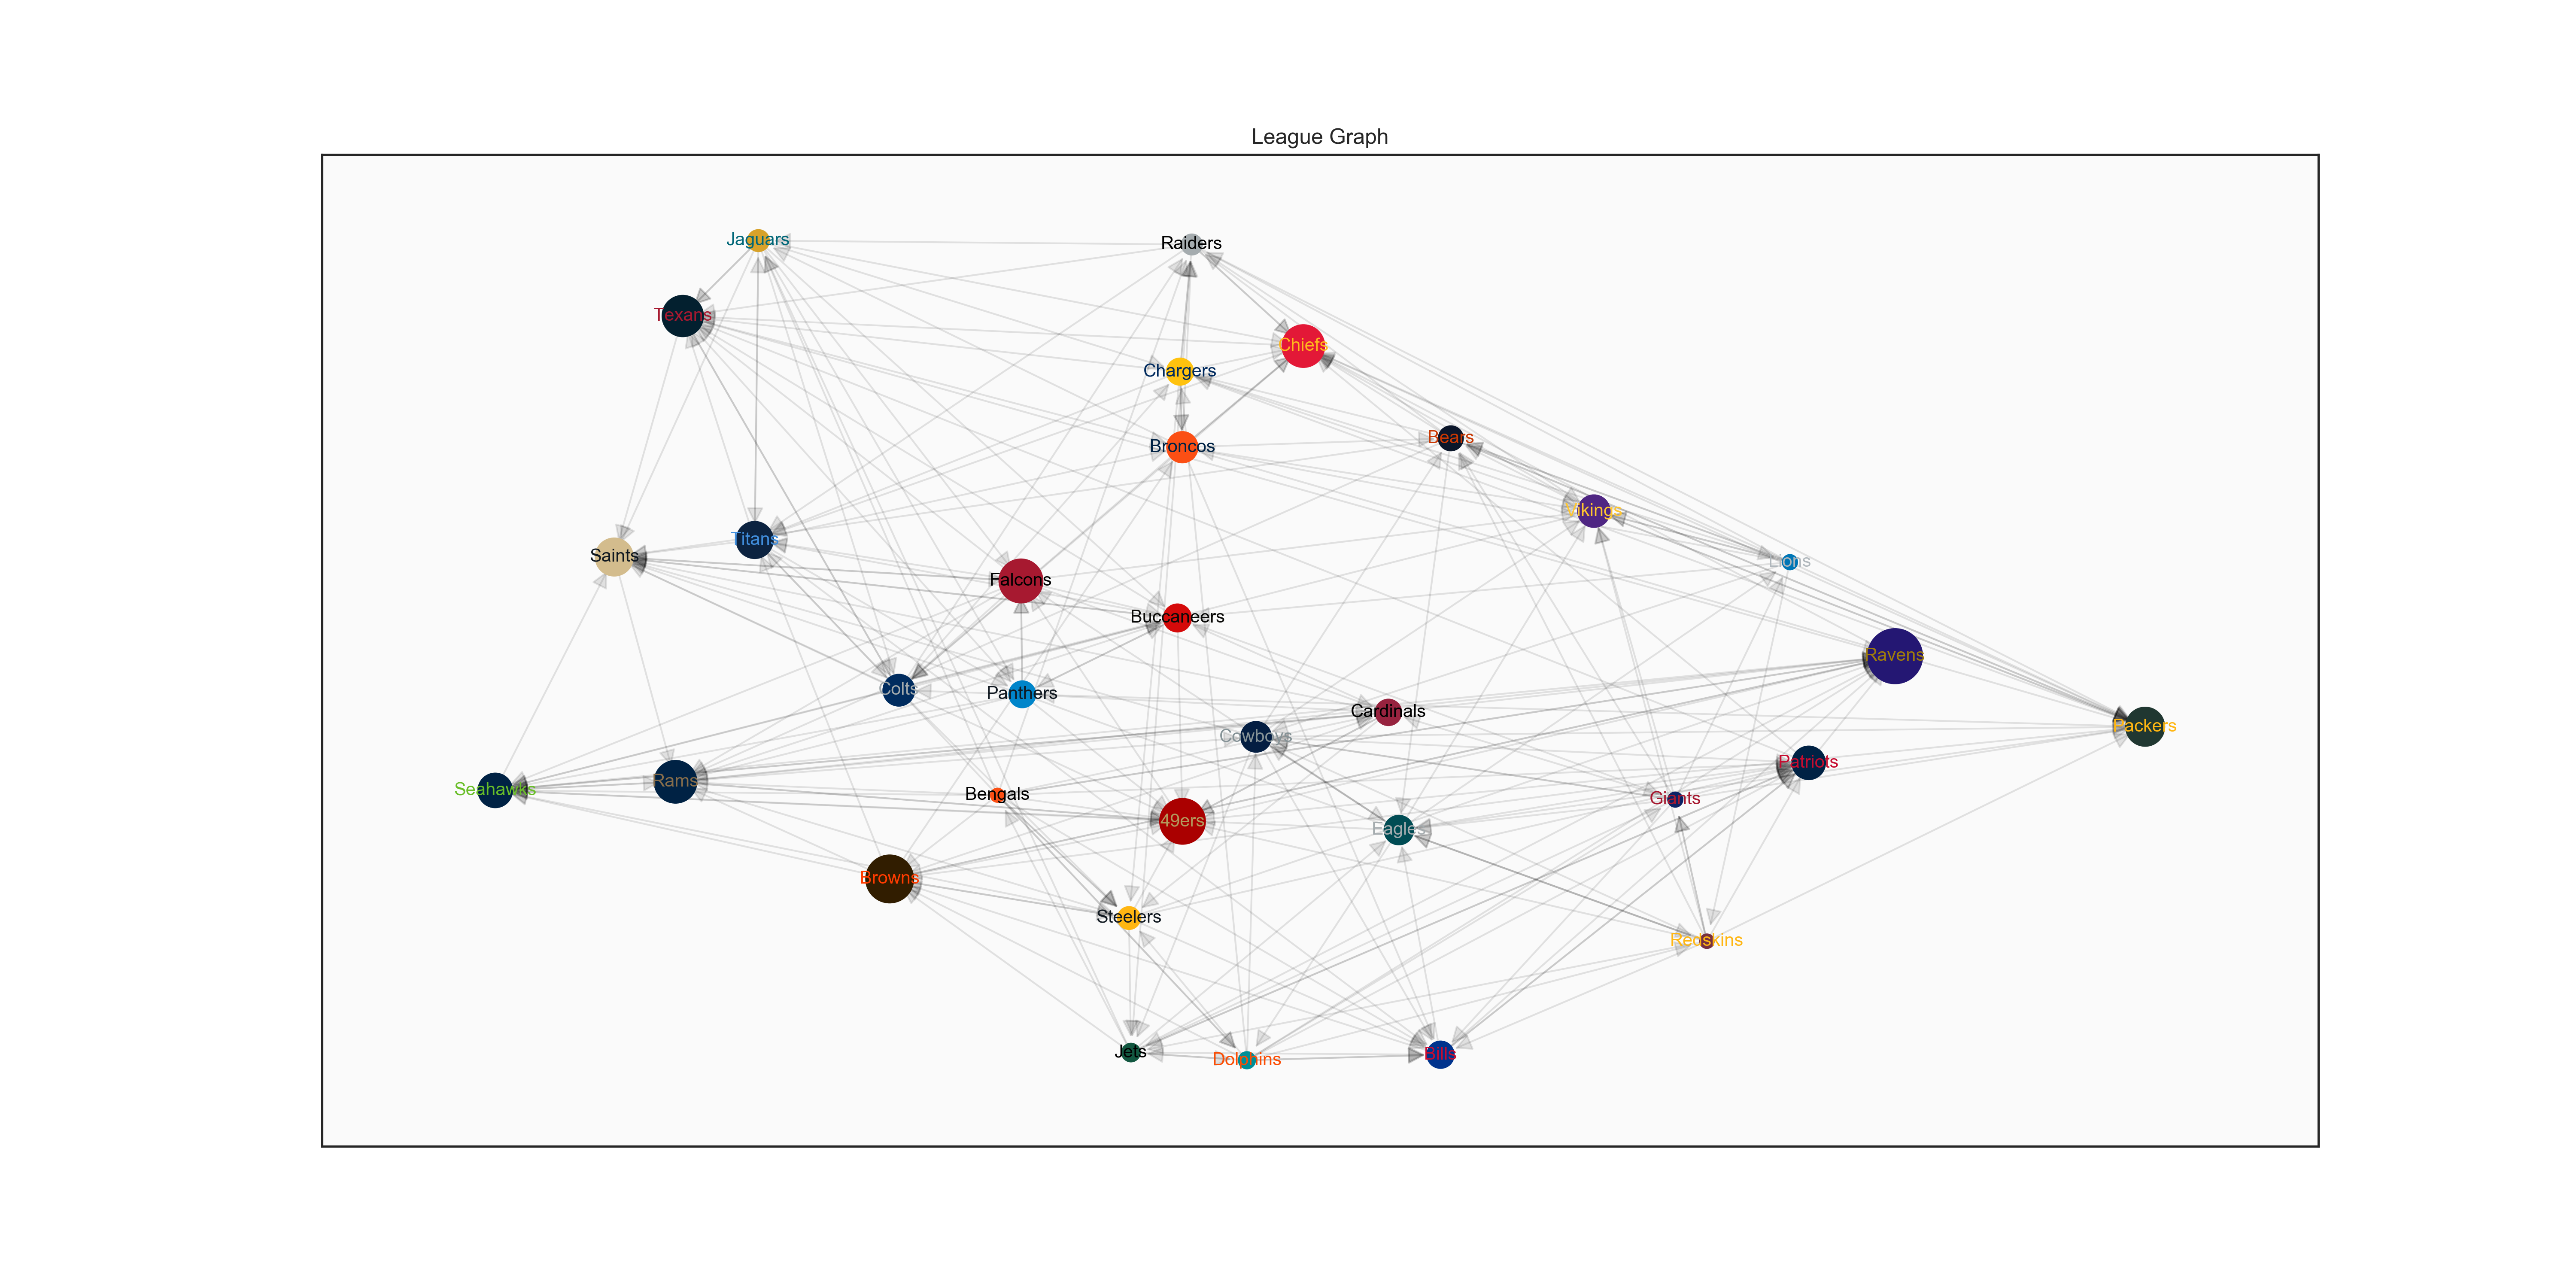 League Graph
Jaguars
Raiders
Texans
Chiefs
Chargers
Bears
Broncos
Vikings
Titans
Saints
Lions
Falcons
Buccaneers
Ravens
Colts
Panthers
Cardinals
Packers
Cowboys
Patriots
Rams
Seahawks
Bengals
Giants
49ers
Eagles
Browns
Steelers
Redskins
Jets
Bills
Dolphins